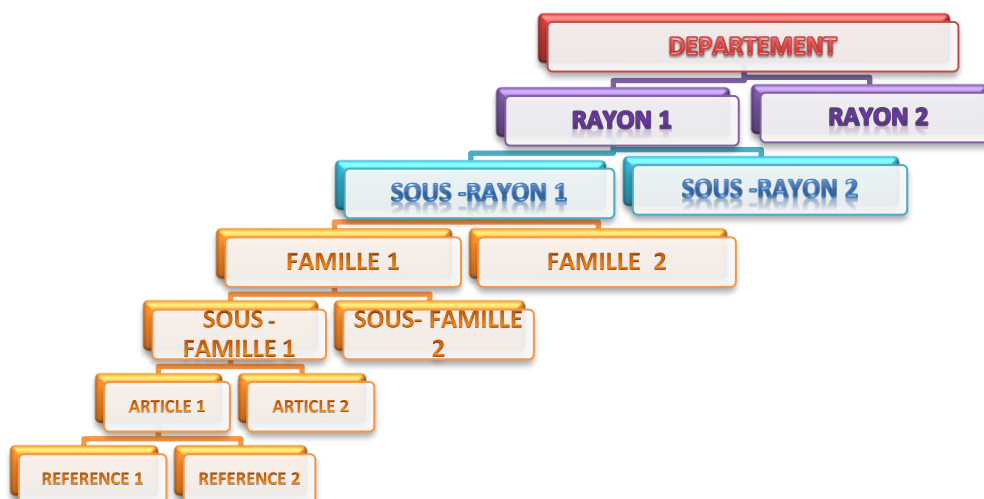 DEPARTEMENT
RAYON 1
RAYON 2
SOUS -RAYON 1
SOUS -RAYON 2
FAMILLE 1
FAMILLE 2
SOUS -
FAMILLE 1
SOUS- FAMILLE
2
ARTICLE 1
ARTICLE 2
REFERENCE 1
REFERENCE 2